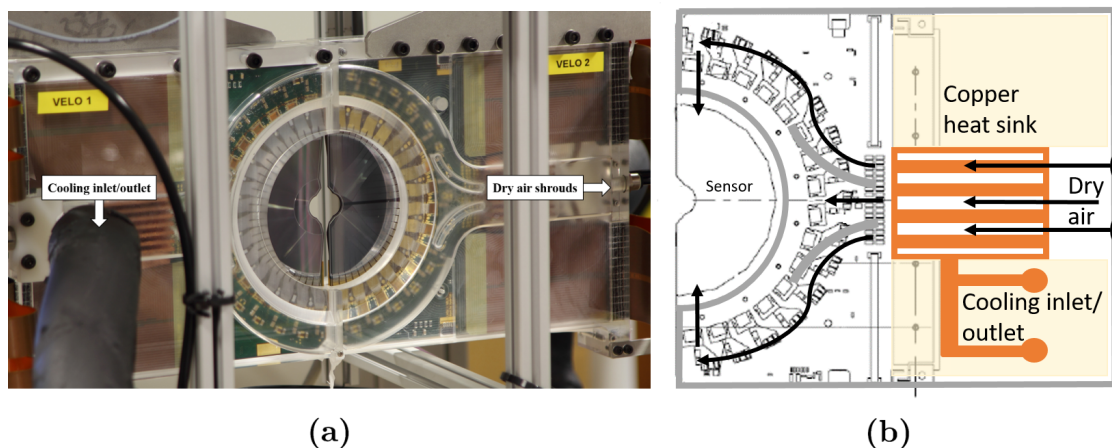 VELO 1
VELO 2
Cooling inlet/outlet
Dry air shrouds
(a)
Copper
heat sink
Sensor
Dry
air
Cooling inlet/
outlet
(b)